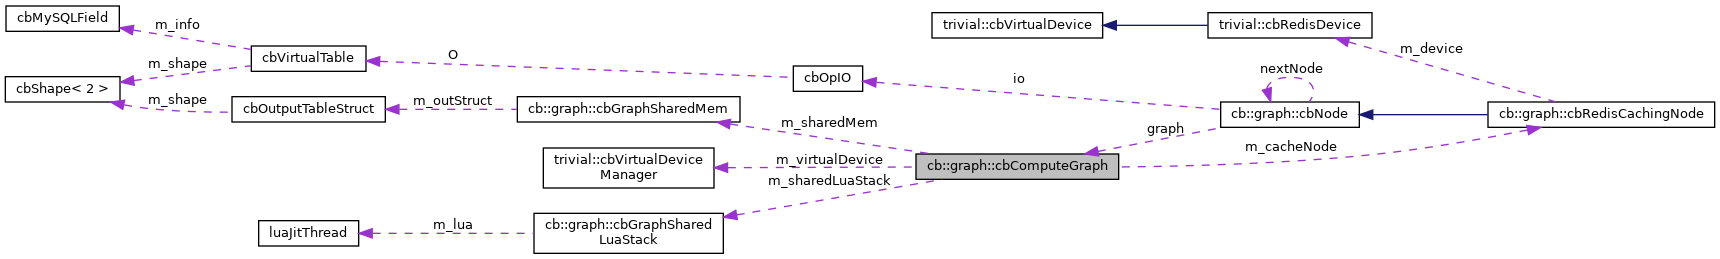 cbMySQLField
m_info
trivial::cbVirtualDevice
trivial::cbRedisDevice
cbVirtualTable
O
m_device
m_shape
cbShape< 2 >
cbOpIO
io
nextNode
m_shape
cbOutputTableStruct
m_outStruct
cb::graph::cbGraphSharedMem
cb::graph::cbNode
cb::graph::cbRedisCachingNode
m_sharedMem
graph
m_cacheNode
trivial::cbVirtualDevice
Manager
m_virtualDevice
cb::graph::cbComputeGraph
m_sharedLuaStack
luaJitThread
m_lua
cb::graph::cbGraphShared
LuaStack